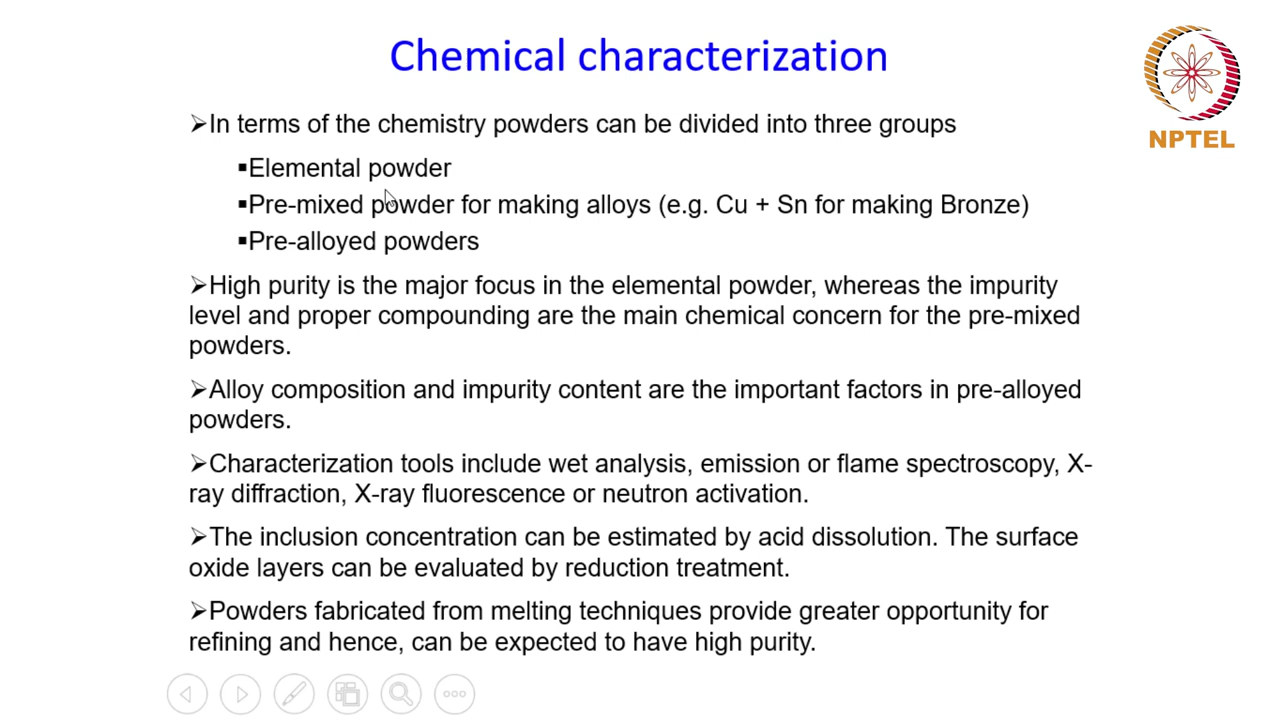 Chemical characterization
NPTEL
➢In terms of the chemistry powders can be divided into three groups
▪Elemental powder
▪Pre-mixed powder for making alloys (e.g. Cu + Sn for making Bronze)
▪Pre-alloyed powders
➢High purity is the major focus in the elemental powder, whereas the impurity
level and proper compounding are the main chemical concern for the pre-mixed
powders.
➢Alloy composition and impurity content are the important factors in pre-alloyed
powders.
➢Characterization tools include wet analysis, emission or flame spectroscopy, X-
ray diffraction, X-ray fluorescence or neutron activation.
➢The inclusion concentration can be estimated by acid dissolution. The surface
oxide layers can be evaluated by reduction treatment.
➢Powders fabricated from melting techniques provide greater opportunity for
refining and hence, can be expected to have high purity.